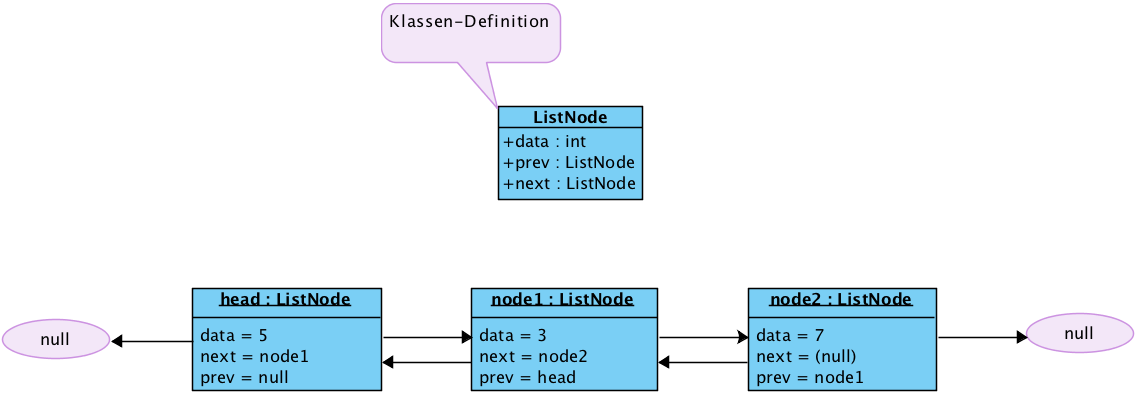 Klassen-Definition
ListNode
+data : int
+prev : ListNode
+next : ListNode
null
head : ListNode
data = 5
next = node1
prev = null
node1 : ListNode
data = 3
next = node2
prev = head
node2 : ListNode
data = 7
next = (null)
prev = node1
null